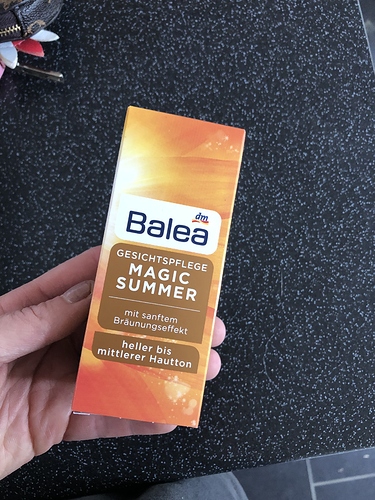 dm
Balea
GESICHTSPFLEGE
MAGIC
SUMMER
mit sanftem
Bräunungseffekt
heller bis
mittlerer Hautton